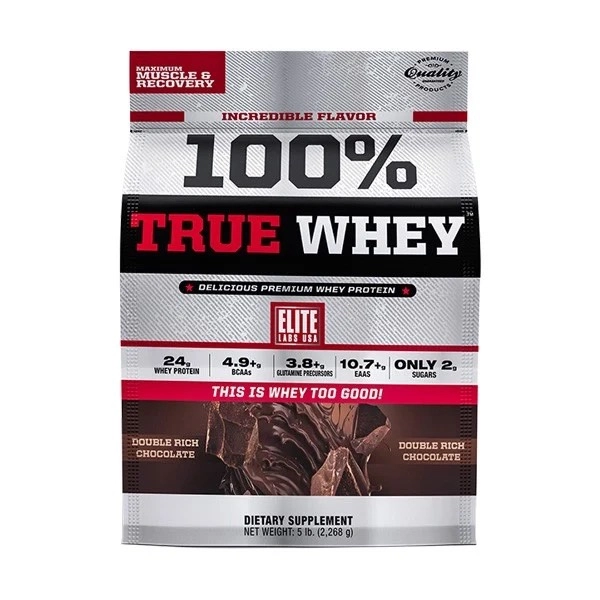 MAXIMUM
MUSCLE &
RECOVERY
PREMIUM
Quality
GUARANTEED
PRODUCTS
INCREDIBLE FLAVOR
100%
TRUE WHEY™
★ DELICIOUS PREMIUM WHEY PROTEIN ★
ELITE
LABS USA
24g 4.9+g 3.8+g 10.7+g ONLY 2g
WHEY PROTEIN BCAAs GLUTAMINE PRECURSORS EAAS SUGARS
THIS IS WHEY TOO GOOD!
DOUBLE RICH
CHOCOLATE
DOUBLE RICH
CHOCOLATE
DIETARY SUPPLEMENT
NET WEIGHT: 5 lb. (2,268 g)